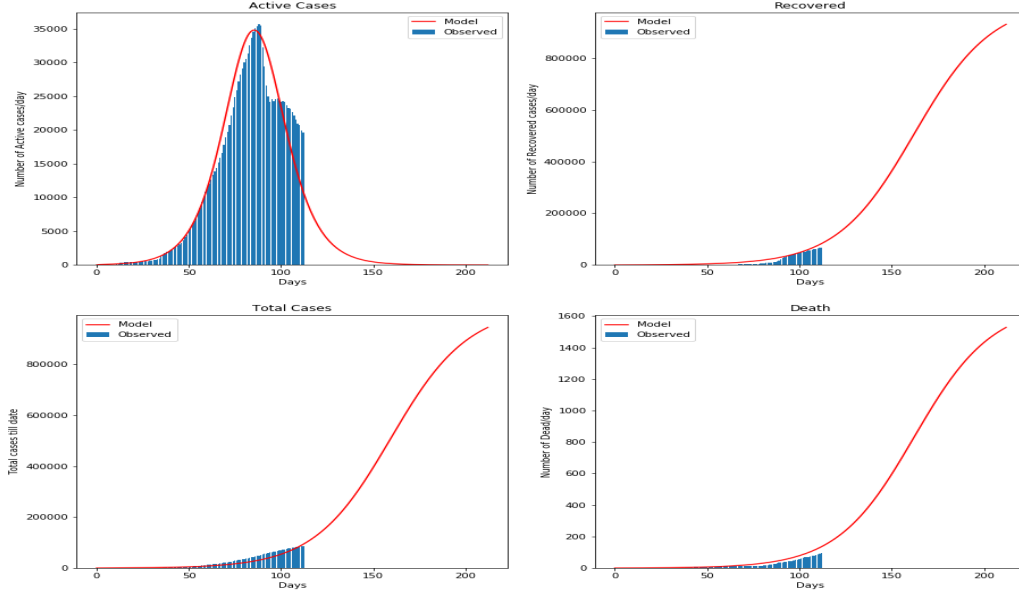 Active Cases
Number of Active cases/day
35000
30000
25000
20000
15000
10000
5000
0
Model
Observed
0 50 100 150 200
Days
Recovered
Number of Recovered cases/day
800000
600000
400000
200000
0
Model
Observed
0 50 100 150 200
Days
Total Cases
Total cases till date
800000
600000
400000
200000
0
Model
Observed
0 50 100 150 200
Days
Death
Number of Dead/day
1600
1400
1200
1000
800
600
400
200
0
Model
Observed
0 50 100 150 200
Days